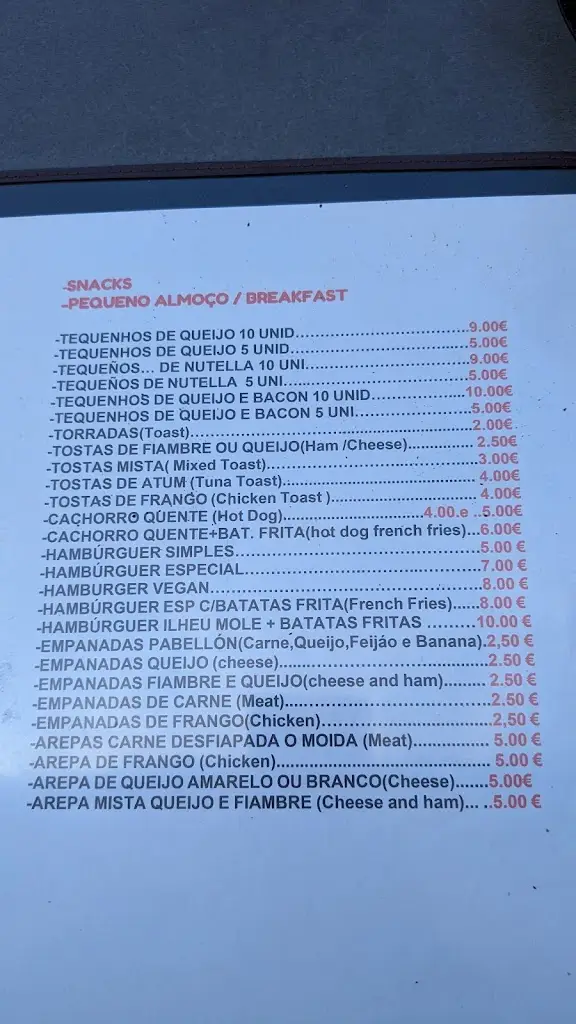 -SNACKS
-PEQUENO ALMOÇO / BREAKFAST
-TEQUENHOS DE QUEIJO 10 UNID...............................................9.00€
-TEQUENHOS DE QUEIJO 5 UNID................................................5.00€
-TEQUEÑOS... DE NUTELLA 10 UNI............................................9.00€
-TEQUEÑOS DE NUTELLA 5 UNI................................................5.00€
-TEQUENHOS DE QUEIJO E BACON 10 UNID.........................10.00€
-TEQUENHOS DE QUEIJO E BACON 5 UNI..............................5.00€
-TORRADAS(Toast)......................................................................2.00€
-TOSTAS DE FIAMBRE OU QUEIJO(Ham /Cheese)................. 2.50€
-TOSTAS MISTA( Mixed Toast)....................................................3.00€
-TOSTAS DE ATUM (Tuna Toast)................................................ 4.00€
-TOSTAS DE FRANGO (Chicken Toast )................................... 4.00€
-CACHORRO QUENTE (Hot Dog)..................................4.00.e ..5.00€
-CACHORRO QUENTE+BAT. FRITA(hot dog french fries)...6.00€
-HAMBÚRGUER SIMPLES..........................................................5.00 €
-HAMBÚRGUER ESPECIAL........................................................7.00 €
-HAMBURGER VEGAN................................................................8.00 €
-HAMBÚRGUER ESP C/BATATAS FRITA(French Fries)......8.00 €
-HAMBÚRGUER ILHEU MOLE + BATATAS FRITAS ..........10.00 €
-EMPANADAS PABELLÓN(Carne,Queijo,Feijáo e Banana).2,50 €
-EMPANADAS QUEIJO (cheese)................................................2.50 €
-EMPANADAS FIAMBRE E QUEIJO(cheese and ham)......... 2.50 €
-EMPANADAS DE CARNE (Meat)..............................................2.50 €
-EMPANADAS DE FRANGO(Chicken).......................................2,50 €
-AREPAS CARNE DESFIAPADA O MOIDA (Meat)................ 5.00 €
-AREPA DE FRANGO (Chicken)................................................ 5.00 €
-AREPA DE QUEIJO AMARELO OU BRANCO(Cheese).......5.00€
-AREPA MISTA QUEIJO E FIAMBRE (Cheese and ham)... ..5.00 €